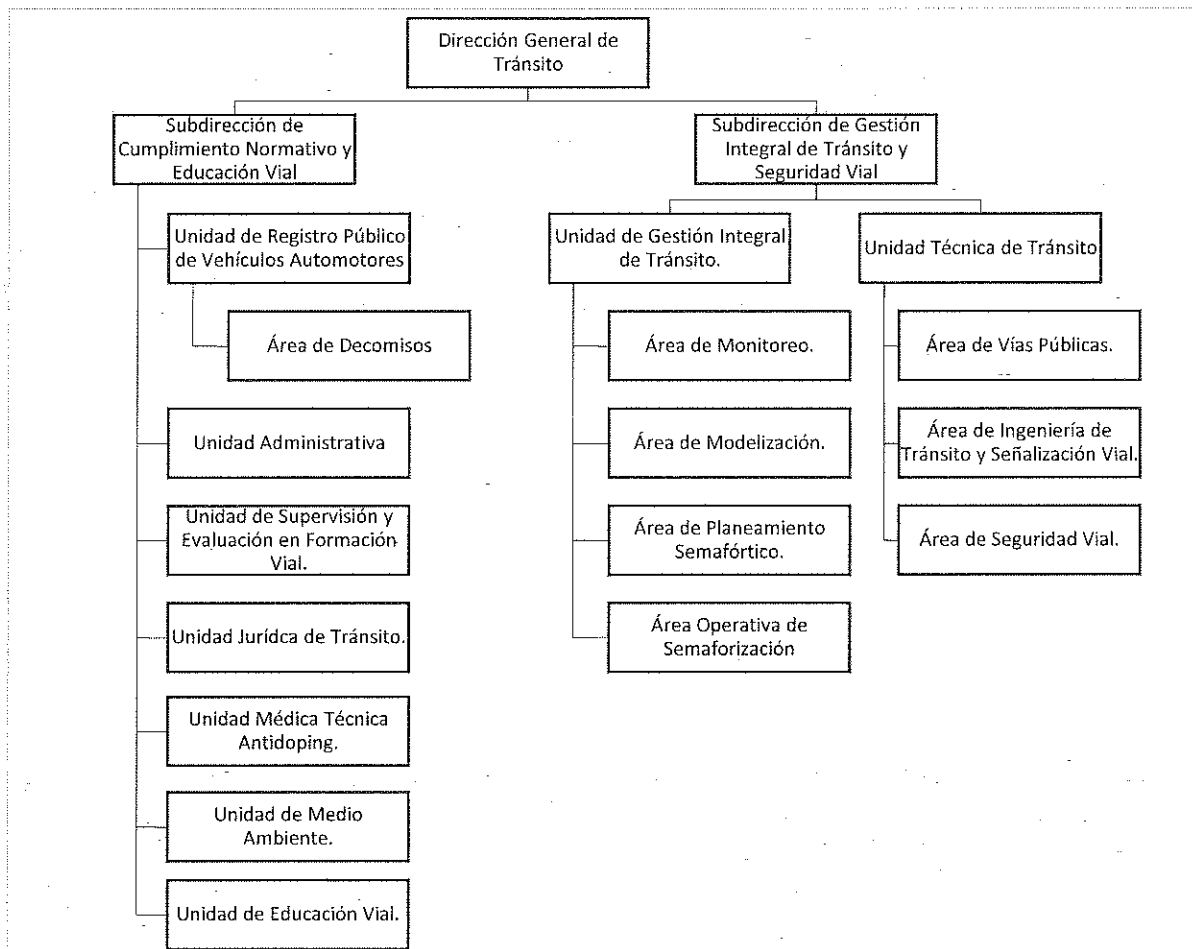 Dirección General de
Tránsito
Subdirección de
Cumplimiento Normativo y
Educación Vial
Subdirección de Gestión
Integral de Tránsito y
Seguridad Vial
Unidad de Registro Público
de Vehículos Automotores
Área de Decomisos
Unidad Administrativa
Unidad de Supervisión y
Evaluación en Formación
Vial.
Unidad Jurídca de Tránsito.
Unidad Médica Técnica
Antidoping.
Unidad de Medio
Ambiente.
Unidad de Educación Vial.
Unidad de Gestión Integral
de Tránsito.
Área de Monitoreo.
Área de Modelización.
Área de Planeamiento
Semafórtico.
Área Operativa de
Semaforización
Unidad Técnica de Tránsito
Área de Vías Públicas.
Área de Ingeniería de
Tránsito y Señalización Vial.
Área de Seguridad Vial.